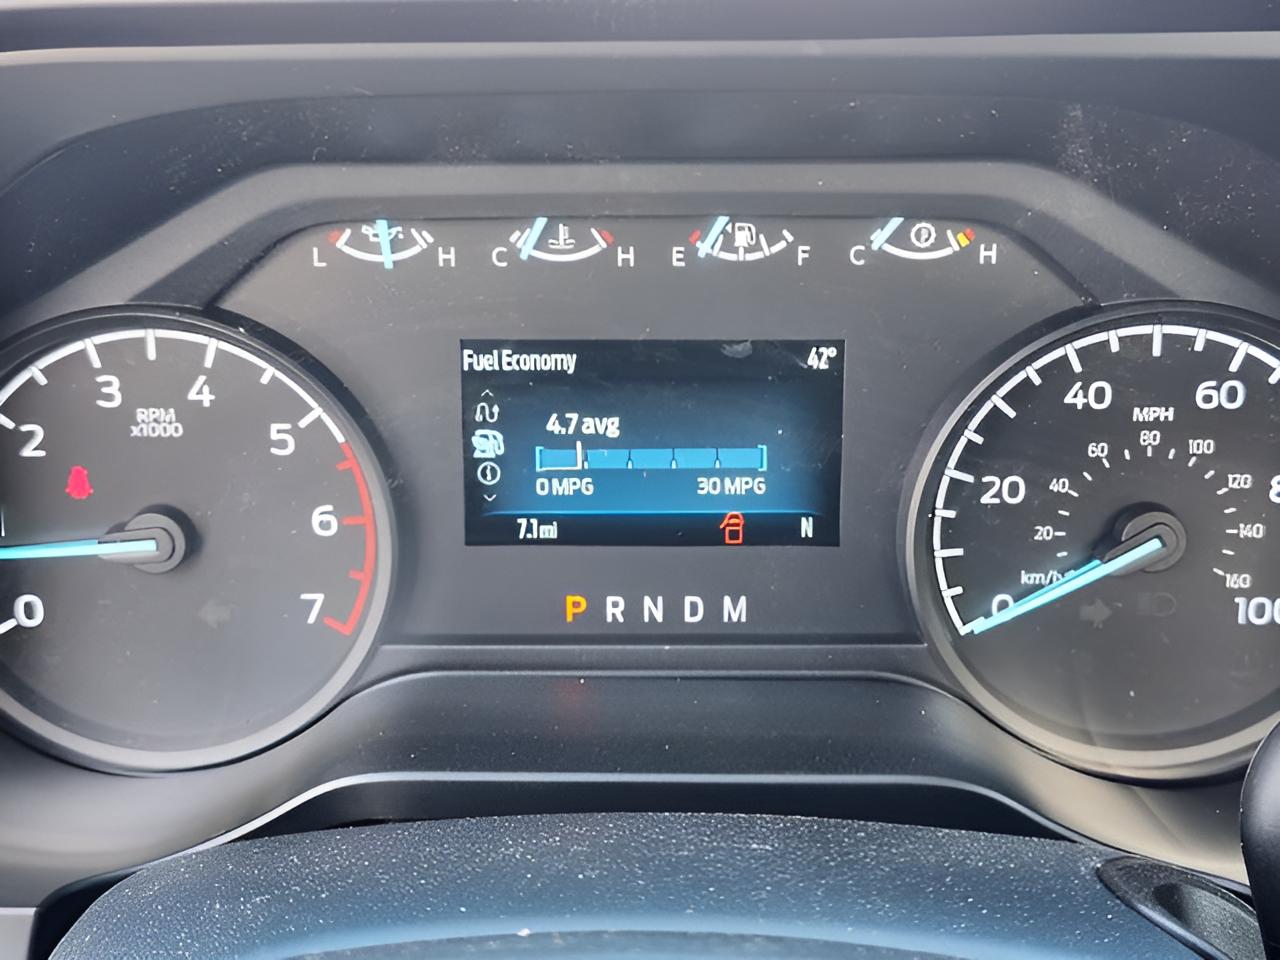 L H C H E F C H
Fuel Economy 42°
4.7 avg
0 MPG 30 MPG
7.1 mi N
P R N D M
0 2 3 4 5 6 7
RPM
x1000
0 20 40 60 8 100
MPH
20 40 60 80 100 120 140 160
km/h